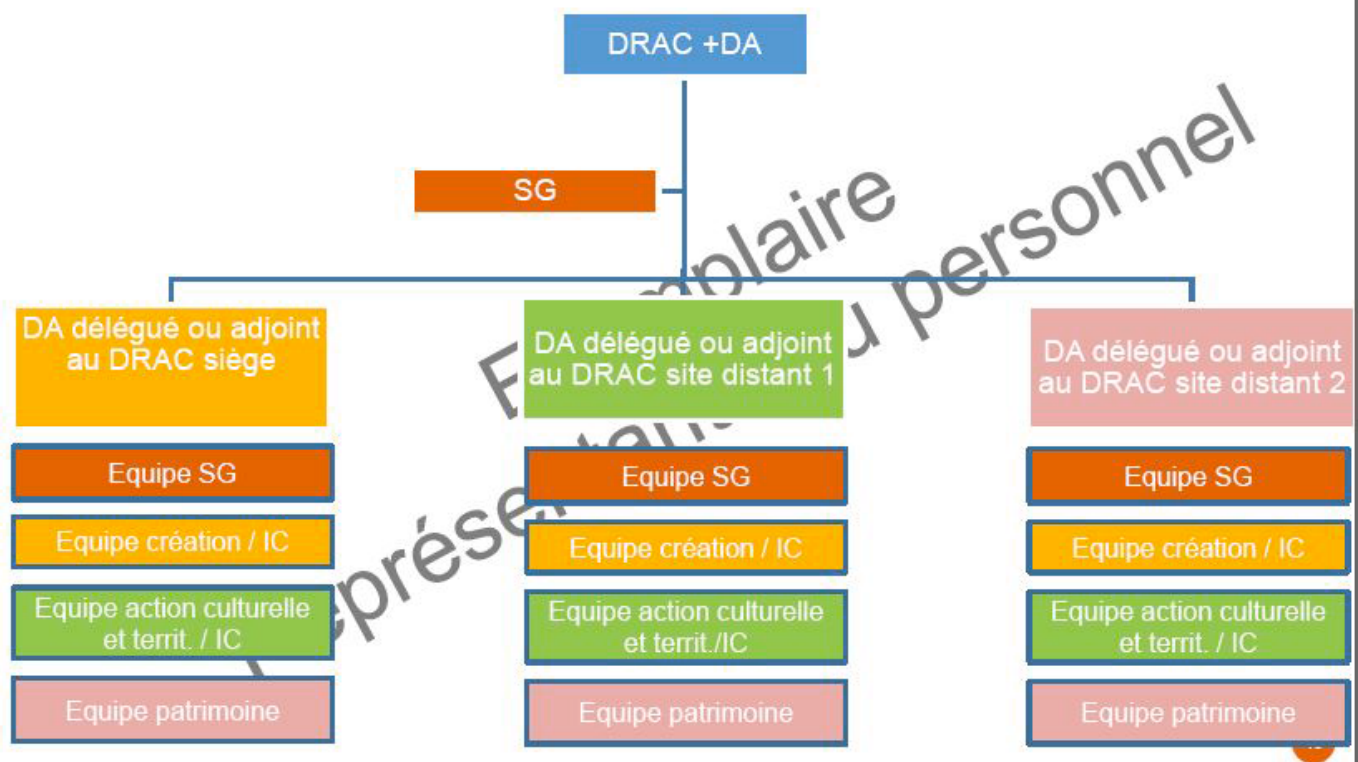 DRAC +DA
SG
DA délégué ou adjoint
au DRAC siège
DA délégué ou adjoint
au DRAC site distant 1
DA délégué ou adjoint
au DRAC site distant 2
Equipe SG
Equipe SG
Equipe SG
Equipe création / IC
Equipe création / IC
Equipe création / IC
Equipe action culturelle
et territ. / IC
Equipe action culturelle
et territ./IC
Equipe action culturelle
et territ. / IC
Equipe patrimoine
Equipe patrimoine
Equipe patrimoine
personnel